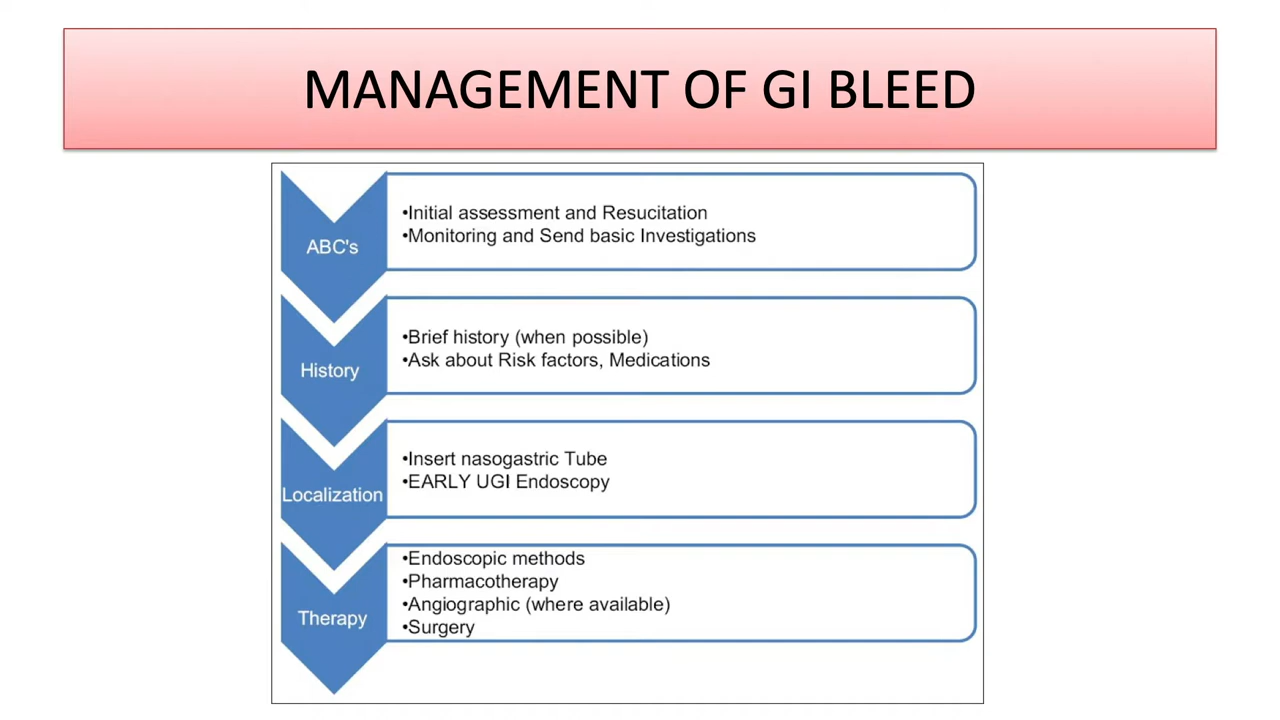 MANAGEMENT OF GI BLEED
ABC's
•Initial assessment and Resucitation
•Monitoring and Send basic Investigations
History
•Brief history (when possible)
•Ask about Risk factors, Medications
Localization
•Insert nasogastric Tube
•EARLY UGI Endoscopy
Therapy
•Endoscopic methods
•Pharmacotherapy
•Angiographic (where available)
•Surgery